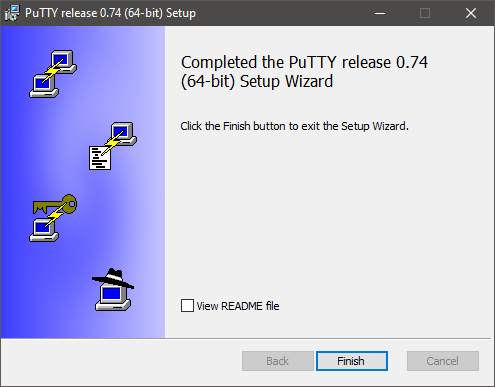 PuTTY release 0.74 (64-bit) Setup
Completed the PuTTY release 0.74
(64-bit) Setup Wizard
Click the Finish button to exit the Setup Wizard.
View README file
Back
Finish
Cancel